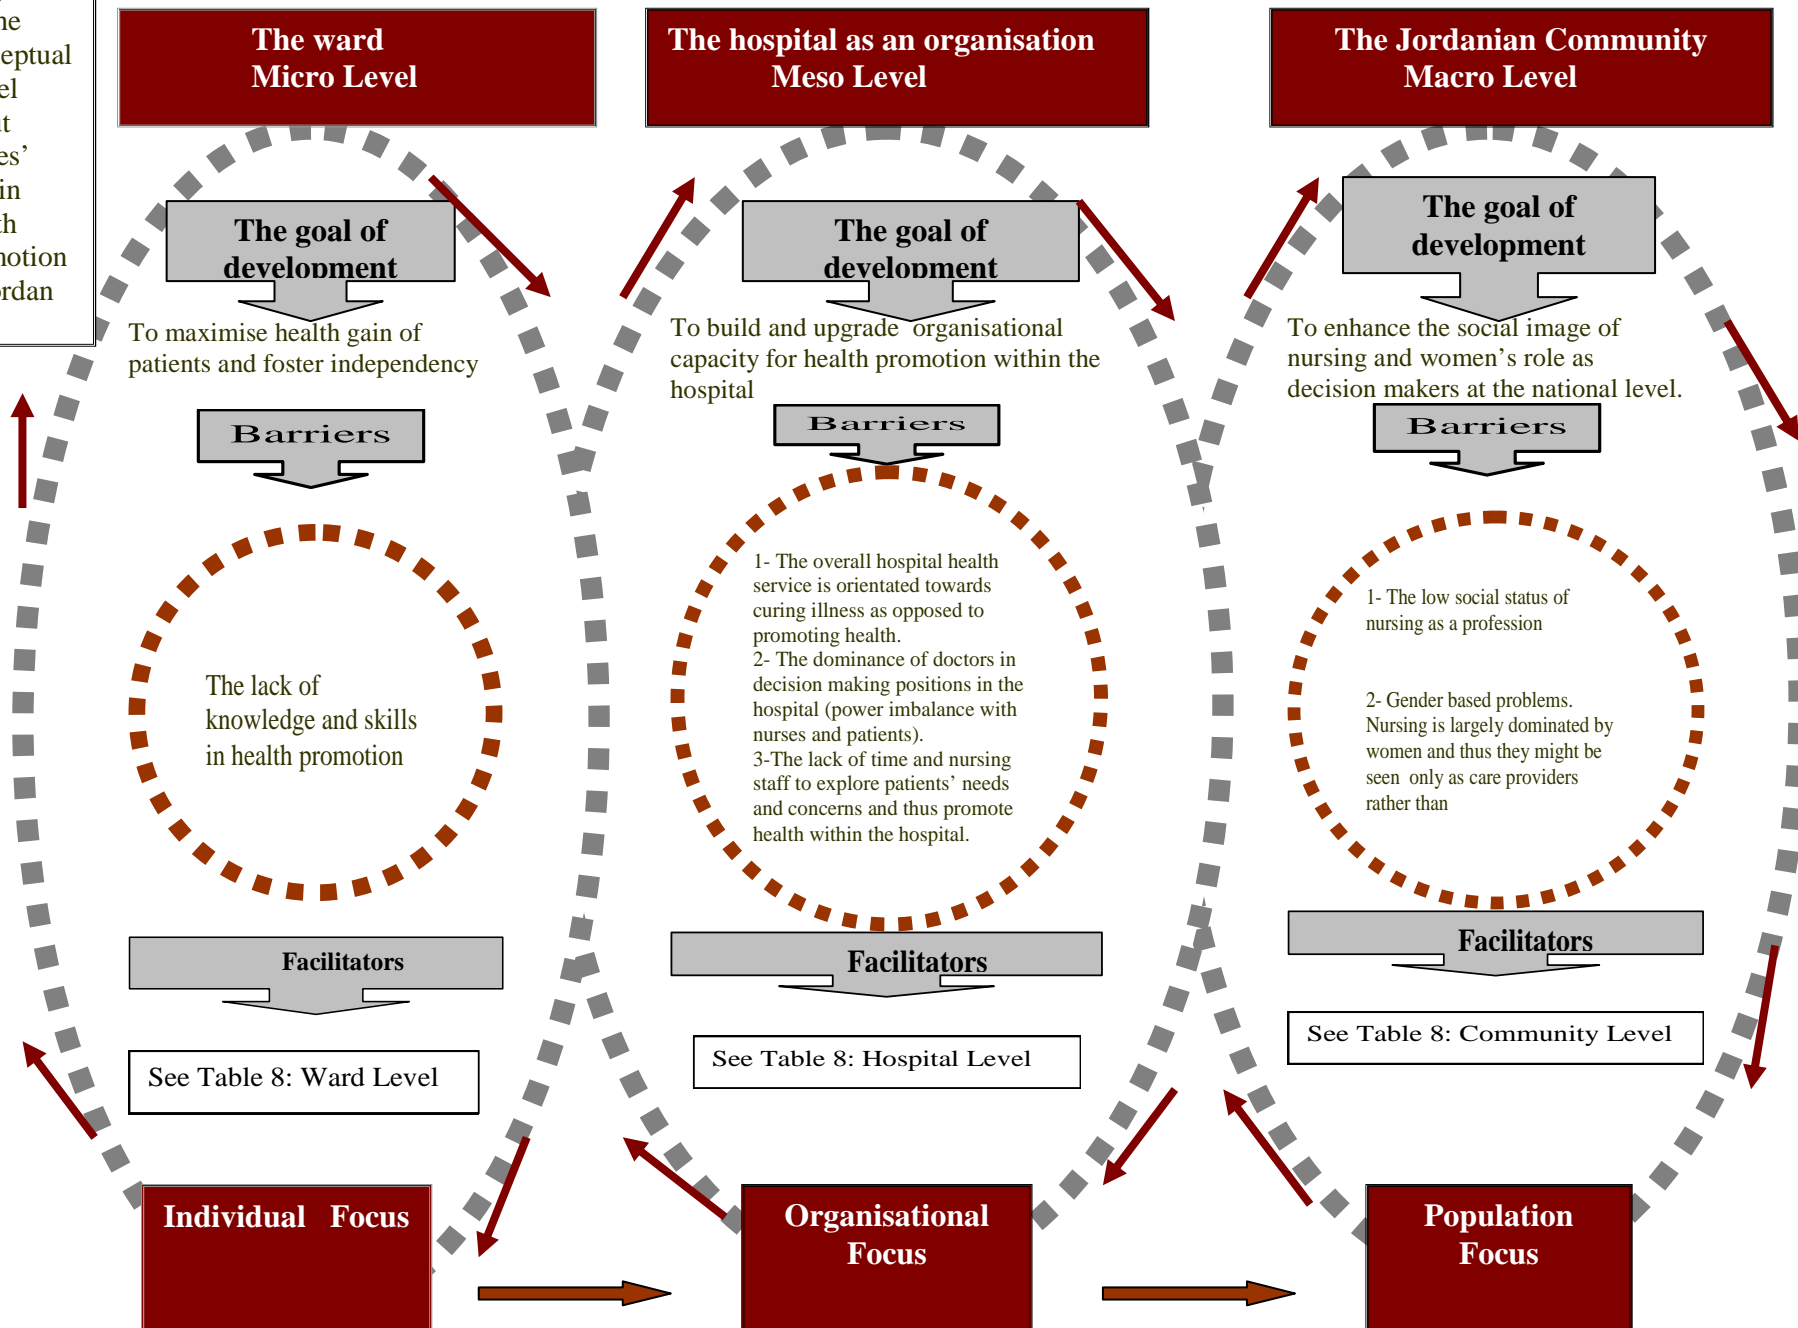 The ward
Micro Level
The hospital as an organisation
Meso Level
The Jordanian Community
Macro Level
in
The goal of
development
To maximise health gain of
patients and foster independency
Barriers
The lack of
knowledge and skills
in health promotion
Facilitators
See Table 8: Ward Level
Individual Focus
The goal of
development
To build and upgrade organisational
capacity for health promotion within the
hospital
Barriers
1- The overall hospital health
service is orientated towards
curing illness as opposed to
promoting health.
2- The dominance of doctors in
decision making positions in the
hospital (power imbalance with
nurses and patients).
3-The lack of time and nursing
staff to explore patients’ needs
and concerns and thus promote
health within the hospital.
Facilitators
See Table 8: Hospital Level
Organisational
Focus
The goal of
development
To enhance the social image of
nursing and women’s role as
decision makers at the national level.
Barriers
1- The low social status of
nursing as a profession
2- Gender based problems.
Nursing is largely dominated by
women and thus they might be
seen only as care providers
rather than
Facilitators
See Table 8: Community Level
Population
Focus